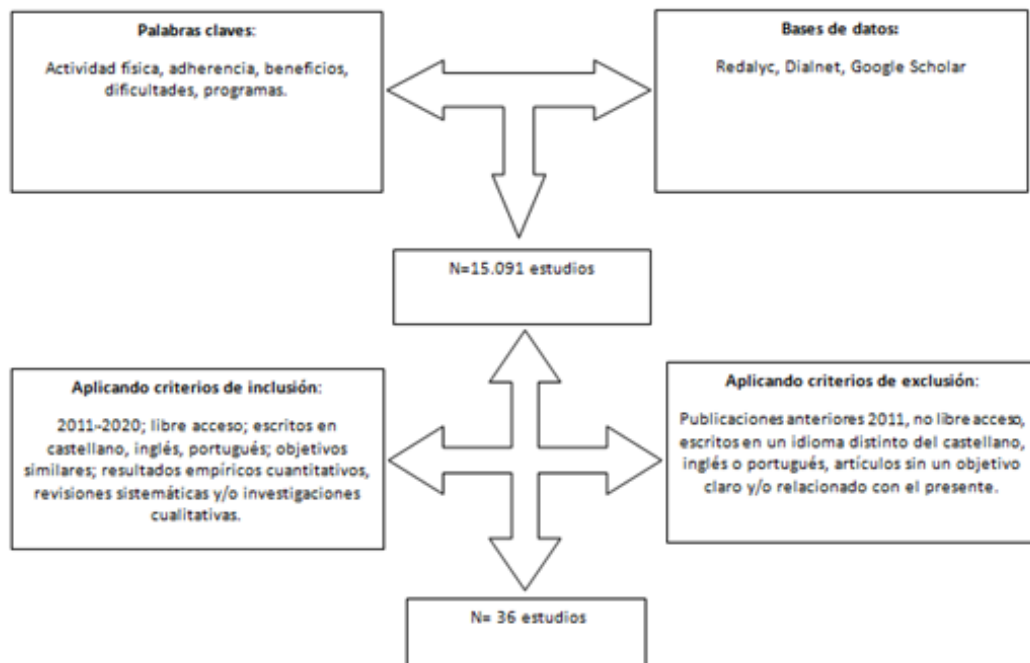 Palabras claves:
Actividad física, adherencia, beneficios,
dificultades, programas.
Bases de datos:
Redalyc, Dialnet, Google Scholar
N=15.091 estudios
Aplicando criterios de inclusión:
2011-2020; libre acceso; escritos en
castellano, inglés, portugués; objetivos
similares; resultados empíricos cuantitativos,
revisiones sistemáticas y/o investigaciones
cualitativas.
Aplicando criterios de exclusión:
Publicaciones anteriores 2011, no libre acceso,
escritos en un idioma distinto del castellano,
inglés o portugués, artículos sin un objetivo
claro y/o relacionado con el presente.
N= 36 estudios